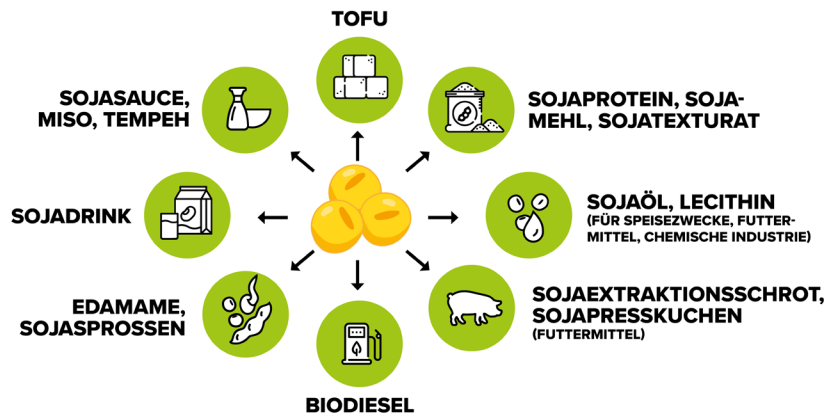 TOFU
SOJASAUCE,
MISO, TEMPEH
SOJAPROTEIN, SOJA-
MEHL, SOJATEXTURAT
SOJADRINK
SOJAÖL, LECITHIN
(FÜR SPEISEZWECKE, FUTTER-
MITTEL, CHEMISCHE INDUSTRIE)
EDAMAME,
SOJASPROSSEN
SOJAEXTRAKTIONSSCHROT,
SOJAPRESSKUCHEN
(FUTTERMITTEL)
BIODIESEL